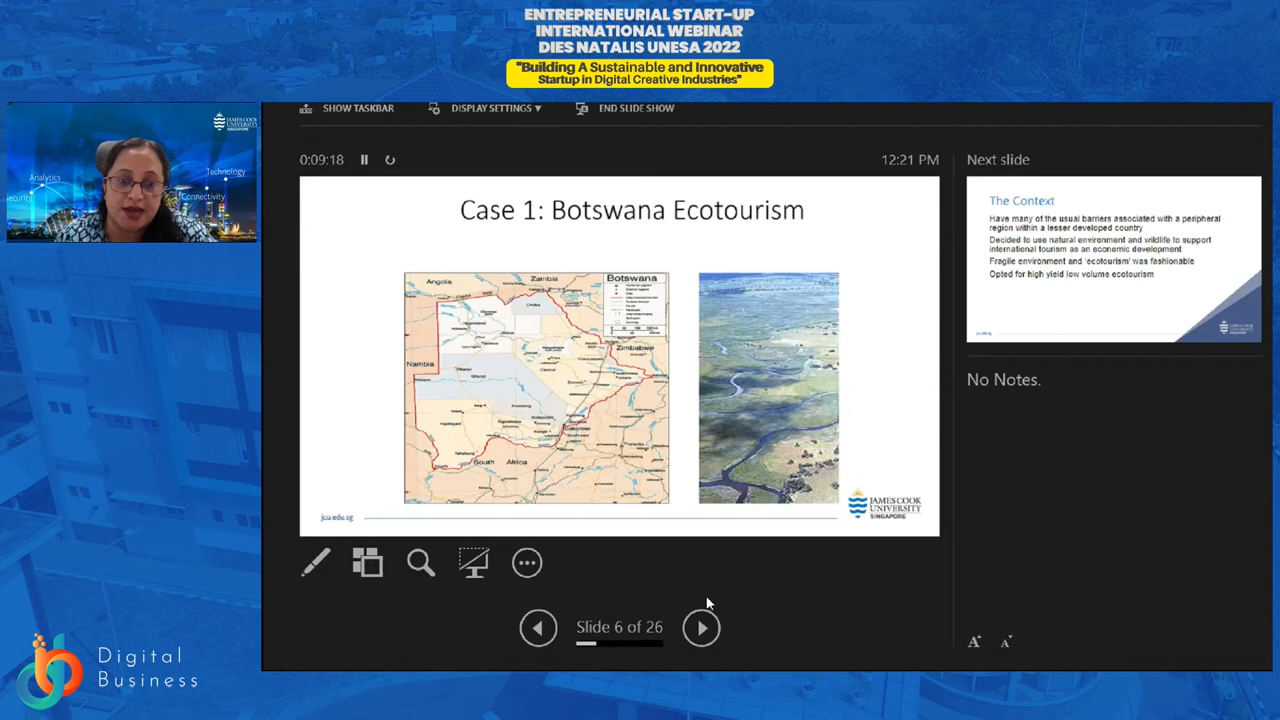 ENTREPRENEURIAL START-UP
INTERNATIONAL WEBINAR
DIES NATALIS UNESA 2022
"Building A Sustainable and Innovative
Startup in Digital Creative Industries"
JAMES COOK
UNIVERSITY
SINGAPORE
Analytics
Technology
Security
Connectivity
SHOW TASKBAR
DISPLAY SETTINGS ▼
END SLIDE SHOW
0:09:18
12:21 PM
Case 1: Botswana Ecotourism
Angola
Zambia
Botswana
Zimbabwe
Namibia
South Africa
jcu.edu.sg
JAMES COOK
UNIVERSITY
SINGAPORE
Slide 6 of 26
Next slide
The Context
Have many of the usual barriers associated with a peripheral
region within a lesser developed country
Decided to use natural environment and wildlife to support
international tourism as an economic development
Fragile environment and 'ecotourism' was fashionable
Opted for high yield low volume ecotourism
No Notes.
A A
Digital
Business